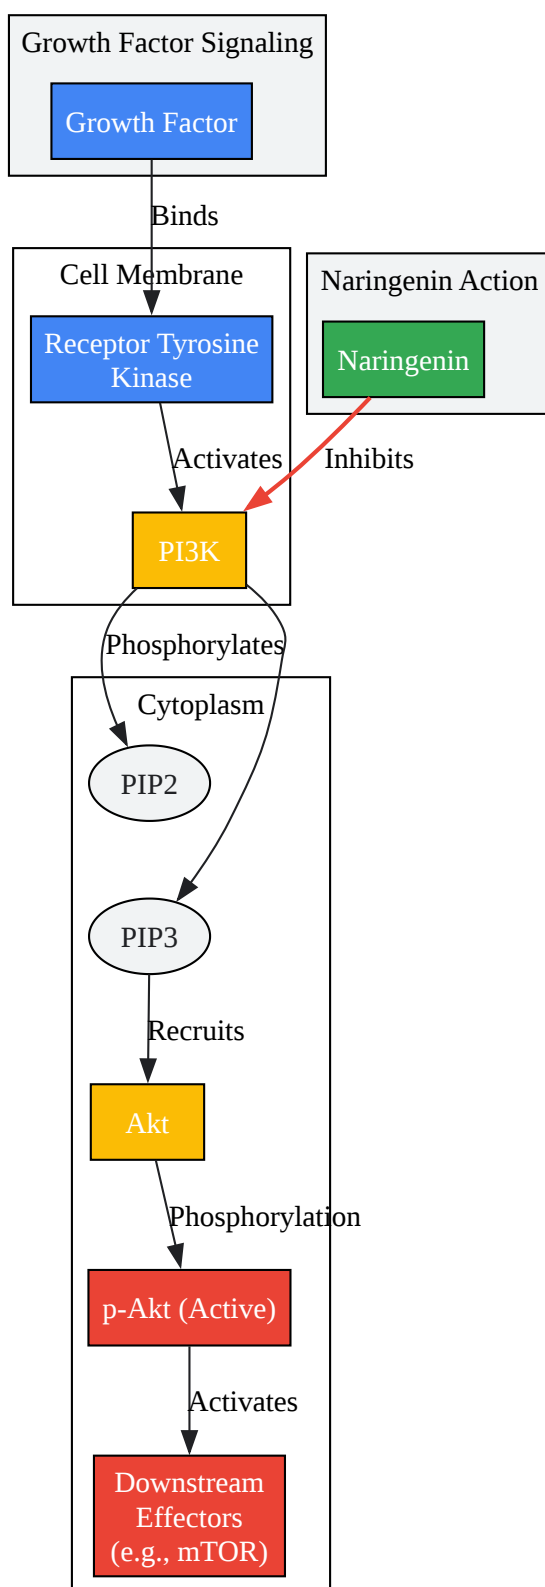 Growth Factor Signaling
Growth Factor
Binds
Cell Membrane
Naringenin Action
Receptor Tyrosine
Kinase
Naringenin
Activates
Inhibits
PI3K
Phosphorylates
Cytoplasm
PIP2
PIP3
Recruits
Akt
Phosphorylation
p-Akt (Active)
Activates
Downstream
Effectors
(e.g., mTOR)